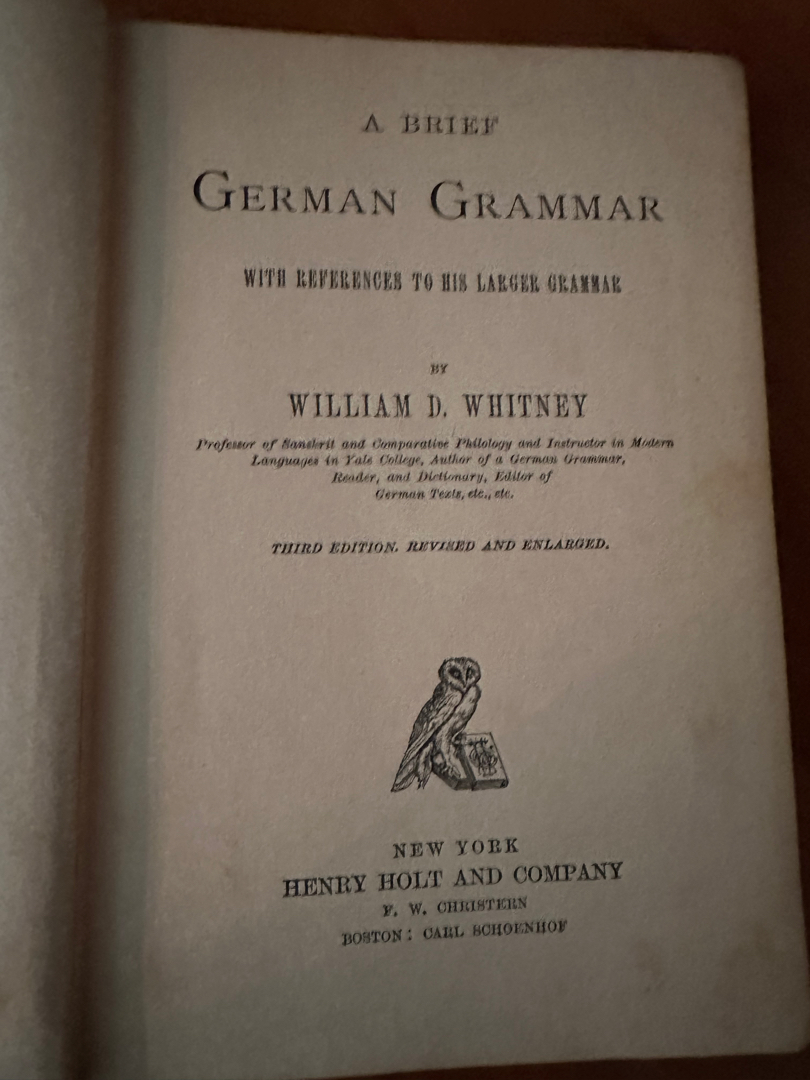 A BRIEF
GERMAN GRAMMAR
WITH REFERENCES TO HIS LARGER GRAMMAR
BY
WILLIAM D. WHITNEY
Professor of Sanskrit and Comparative Philology and Instructor in Modern
Languages in Yale College, Author of a German Grammar,
Reader, and Dictionary, Editor of
German Texts, etc., etc.
THIRD EDITION. REVISED AND ENLARGED.
NEW YORK
HENRY HOLT AND COMPANY
F. W. CHRISTERN
BOSTON: CARL SCHOENHOF